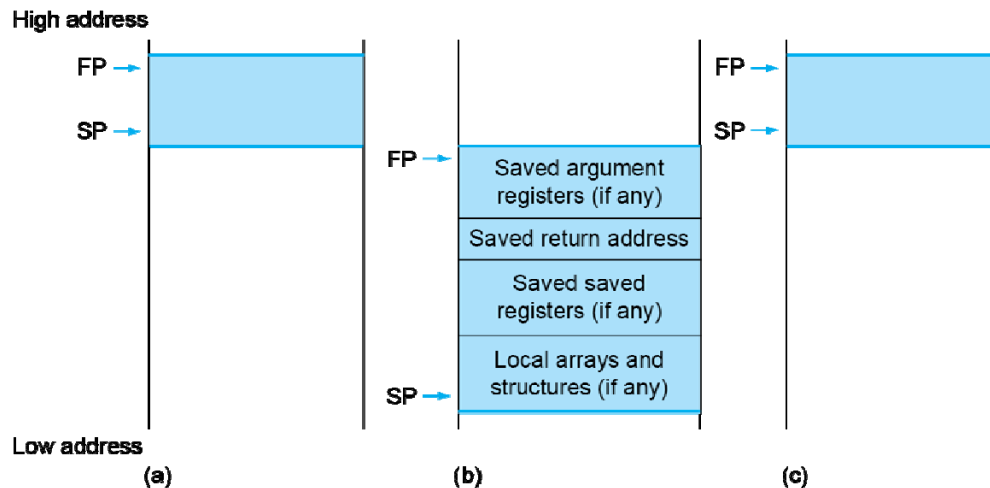 High address
FP
SP
FP
SP
FP
Saved argument
registers (if any)
Saved return address
Saved saved
registers (if any)
Local arrays and
structures (if any)
SP
Low address
(a)
(b)
(c)